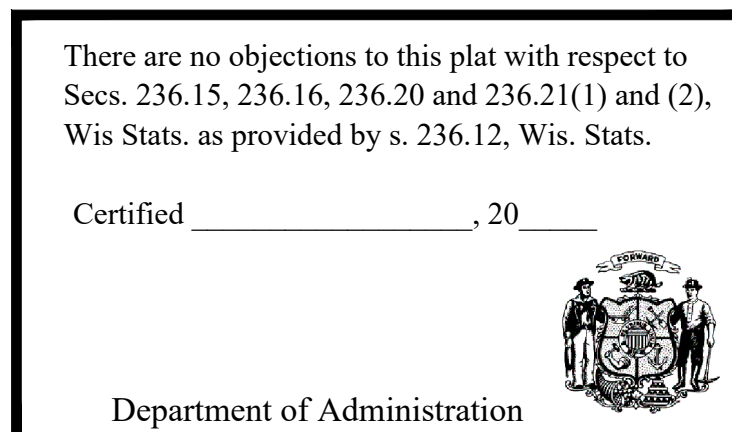 There are no objections to this plat with respect to
Secs. 236.15, 236.16, 236.20 and 236.21(1) and (2),
Wis Stats. as provided by s. 236.12, Wis. Stats.
Certified __________________, 20_____
FORWARD
Department of Administration